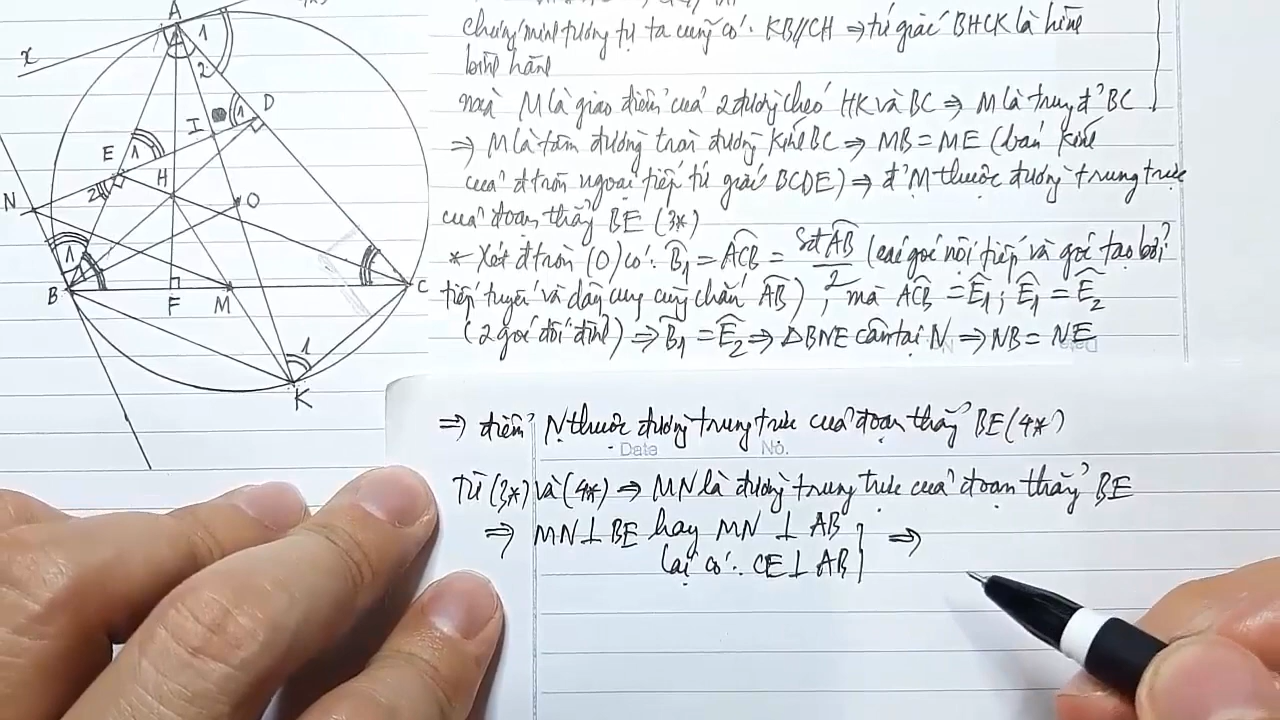 chứng minh tương tự ta cũng có: KB//CH ⇒ tứ giác BHCK là hình
bình hành
mà M là giao điểm của 2 đường chéo HK và BC ⇒ M là trung đ' BC
⇒ M là tâm đường tròn đường kính BC ⇒ MB = ME (bán kính
của đ tròn ngoại tiếp tứ giác BCDE) ⇒ đ' M thuộc đường trung trực
của đoạn thẳng BE (3*)
* Xét đ tròn (O) có: B̂₁ = ÂCB = sđAB/2 (các góc nội tiếp và góc tạo bởi
tiếp tuyến và dây cung cùng chắn AB), mà ÂCB = Ê₁; Ê₁ = Ê₂
(2 góc đối đỉnh) ⇒ B̂₁ = Ê₂ ⇒ △BNE cân tại N ⇒ NB = NE
⇒ điểm N thuộc đường trung trực của đoạn thẳng BE (4*)
Date No.
Từ (3*) và (4*) ⇒ MN là đường trung trực của đoạn thẳng BE
⇒ MN ⊥ BE hay MN ⊥ AB ⇒
lại có: CE ⊥ AB
A
x
1
2
D
1
I
E
1
H
2
N
O
1
B
F
M
C
1
K